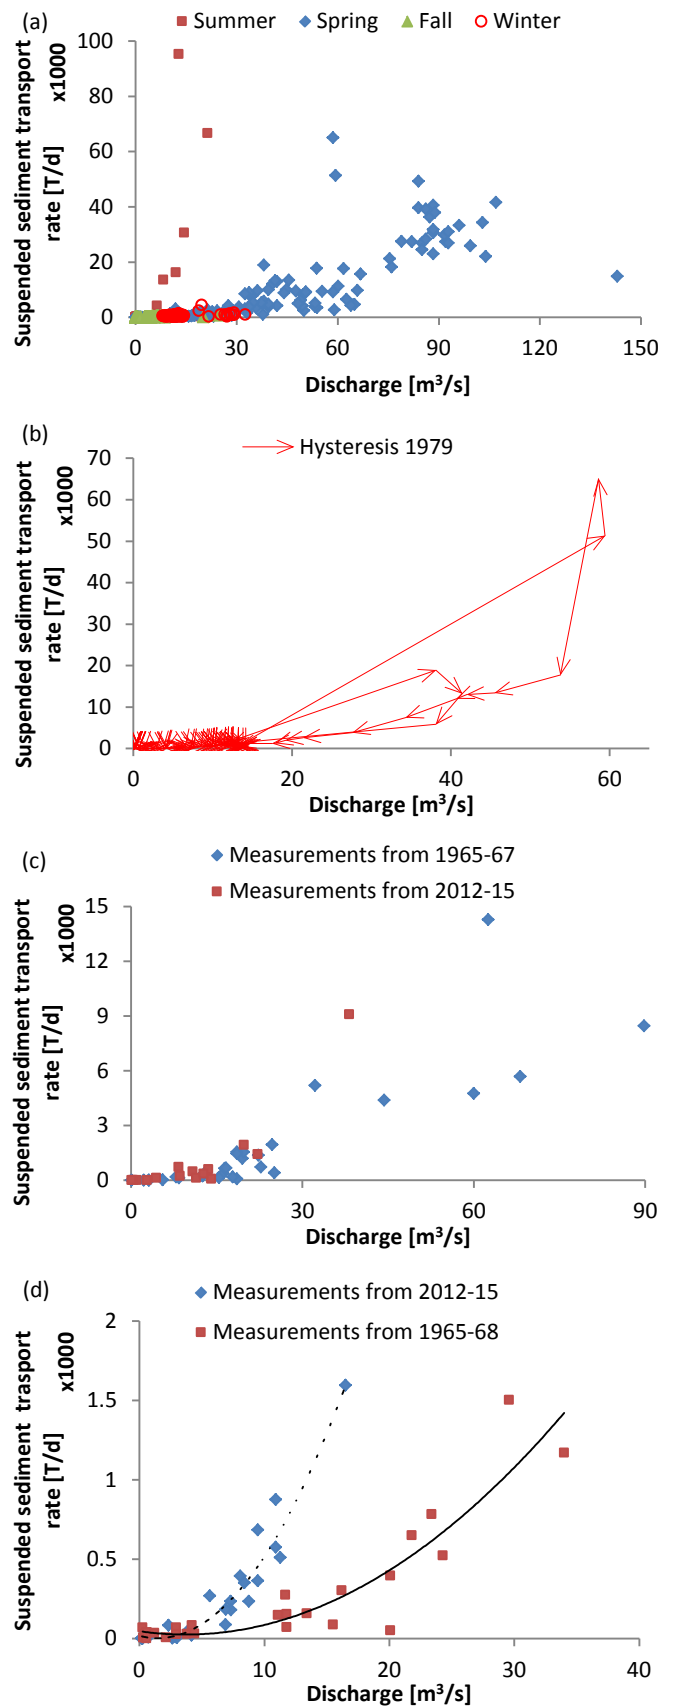 (a)
Summer Spring Fall Winter
Suspended sediment transport
rate [T/d]
x1000
100
80
60
40
20
0
0 30 60 90 120 150
Discharge [m³/s]
(b)
Hysteresis 1979
Suspended sediment transport
rate [T/d]
x1000
70
60
50
40
30
20
10
0
0 20 40 60
Discharge [m³/s]
(c)
Measurements from 1965-67
Measurements from 2012-15
Suspended sediment transport
rate [T/d]
x1000
15
12
9
6
3
0
0 30 60 90
Discharge [m³/s]
(d)
Measurements from 2012-15
Measurements from 1965-68
Suspended sediment trasport
rate [T/d]
x1000
2
1.5
1
0.5
0
0 10 20 30 40
Discharge [m³/s]